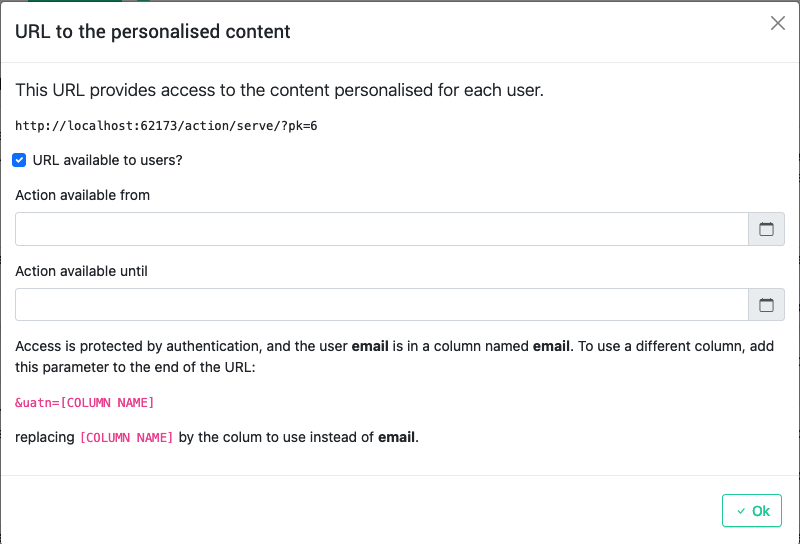 URL to the personalised content
This URL provides access to the content personalised for each user.
http://localhost:62173/action/serve/?pk=6
URL available to users?
Action available from
Action available until
Access is protected by authentication, and the user email is in a column named email. To use a different column, add
this parameter to the end of the URL:
&uatn=[COLUMN NAME]
replacing [COLUMN NAME] by the colum to use instead of email.
Ok